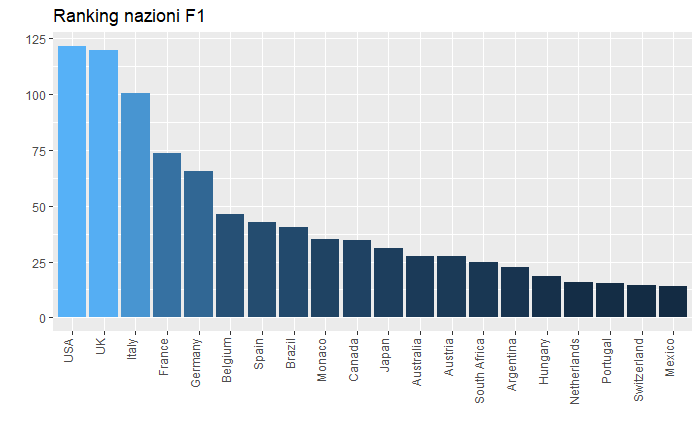 Ranking nazioni F1
125
100
75
50
25
0
USA
UK
Italy
France
Germany
Belgium
Spain
Brazil
Monaco
Canada
Japan
Australia
Austria
South Africa
Argentina
Hungary
Netherlands
Portugal
Switzerland
Mexico